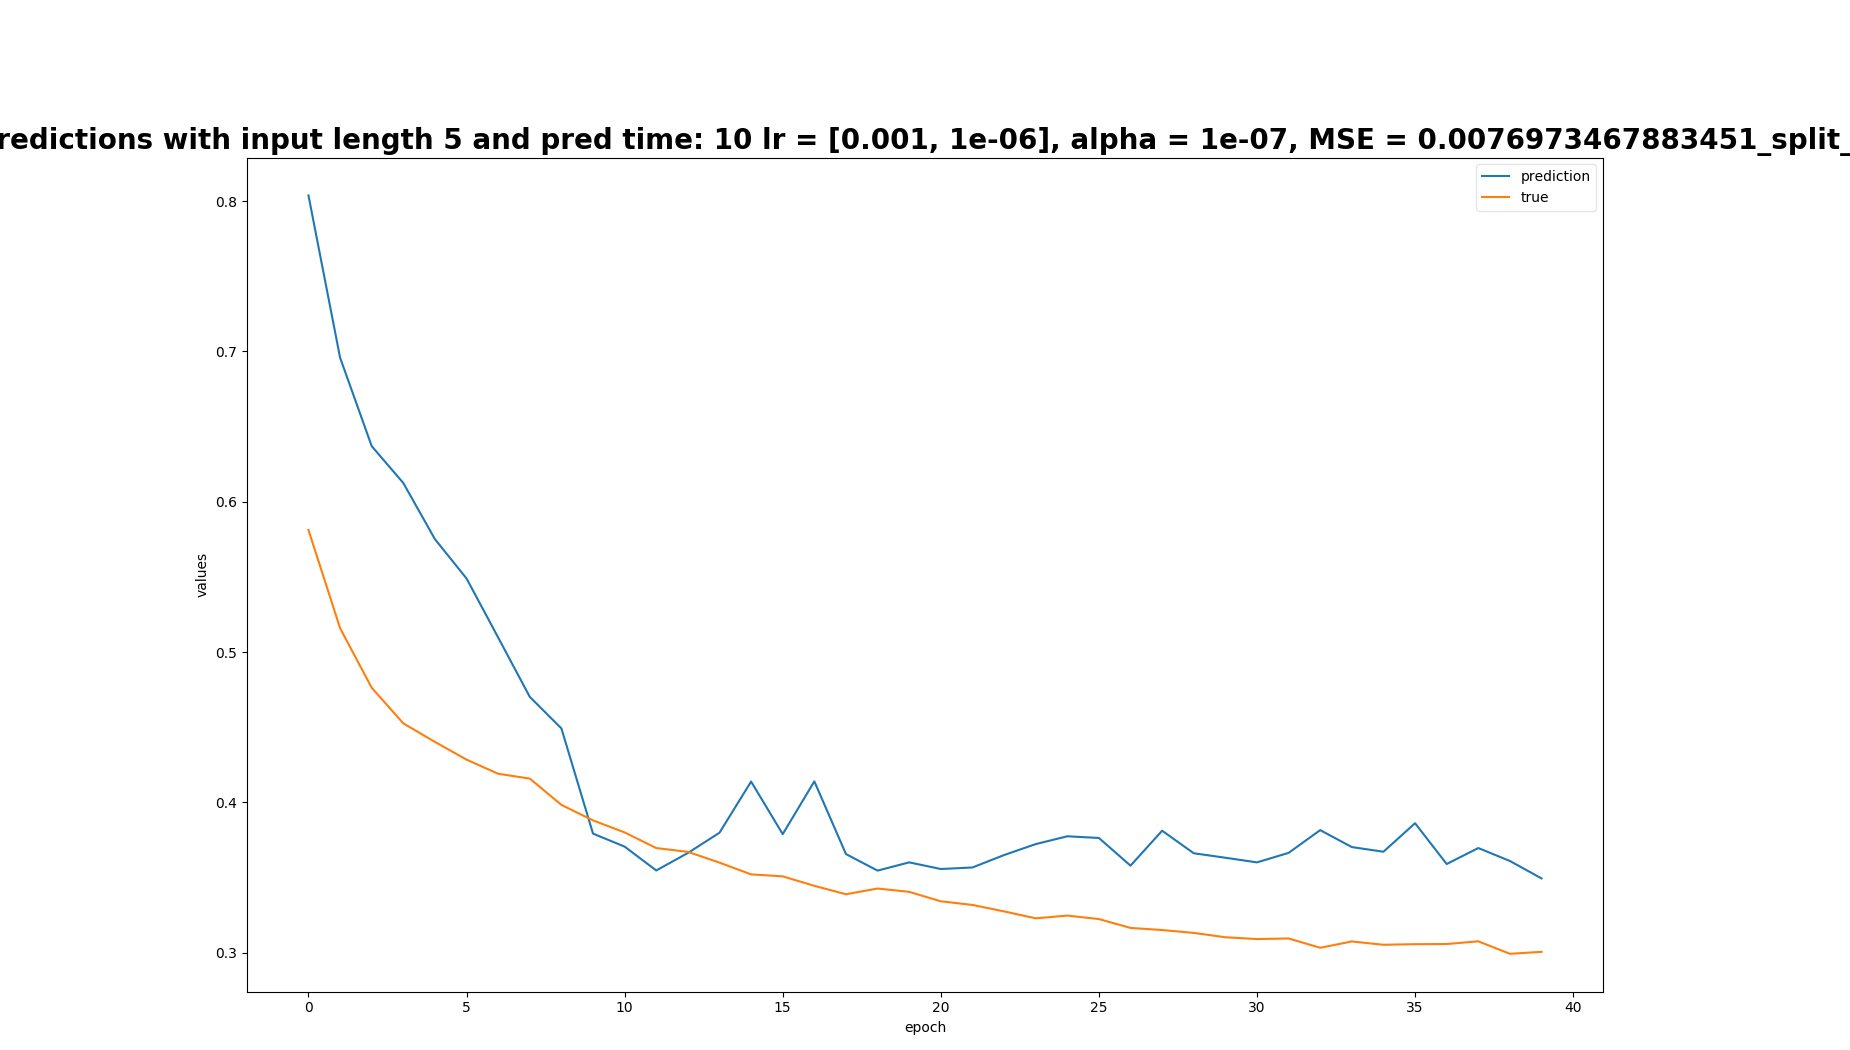 redictions with input length 5 and pred time: 10 lr = [0.001, 1e-06], alpha = 1e-07, MSE = 0.0076973467883451_split_
prediction
true
0.8
0.7
0.6
0.5
0.4
0.3
values
0 5 10 15 20 25 30 35 40
epoch